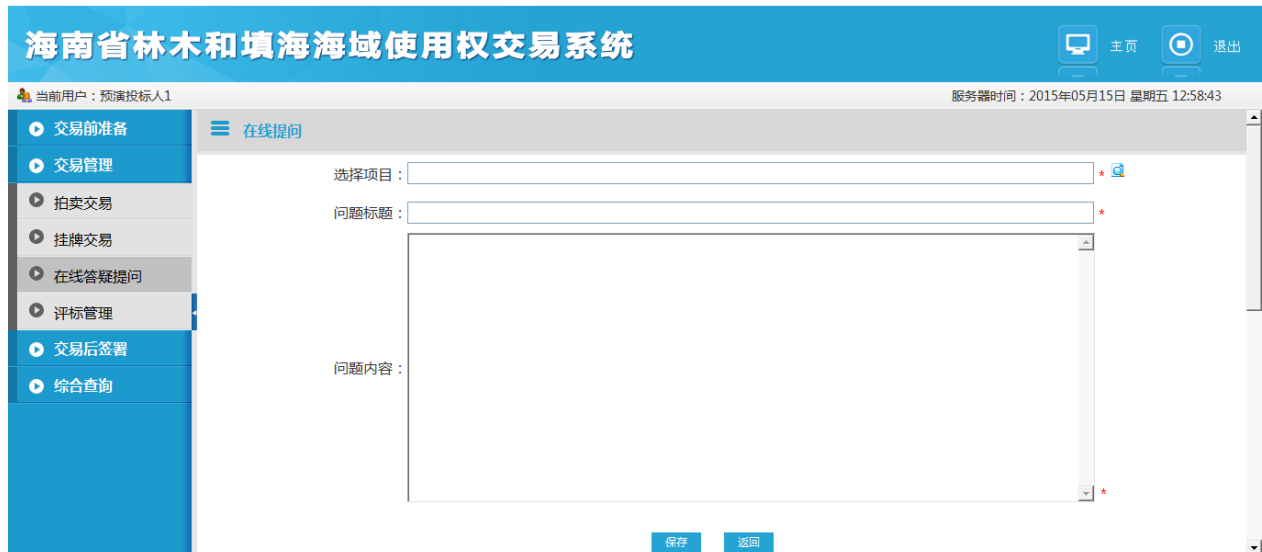 海南省林木和填海海域使用权交易系统
主页
退出
当前用户：预演投标人1
服务器时间：2015年05月15日 星期五 12:58:43
交易前准备
交易管理
拍卖交易
挂牌交易
在线答疑提问
评标管理
交易后签署
综合查询
在线提问
选择项目： *
问题标题： *
问题内容： *
保存
返回